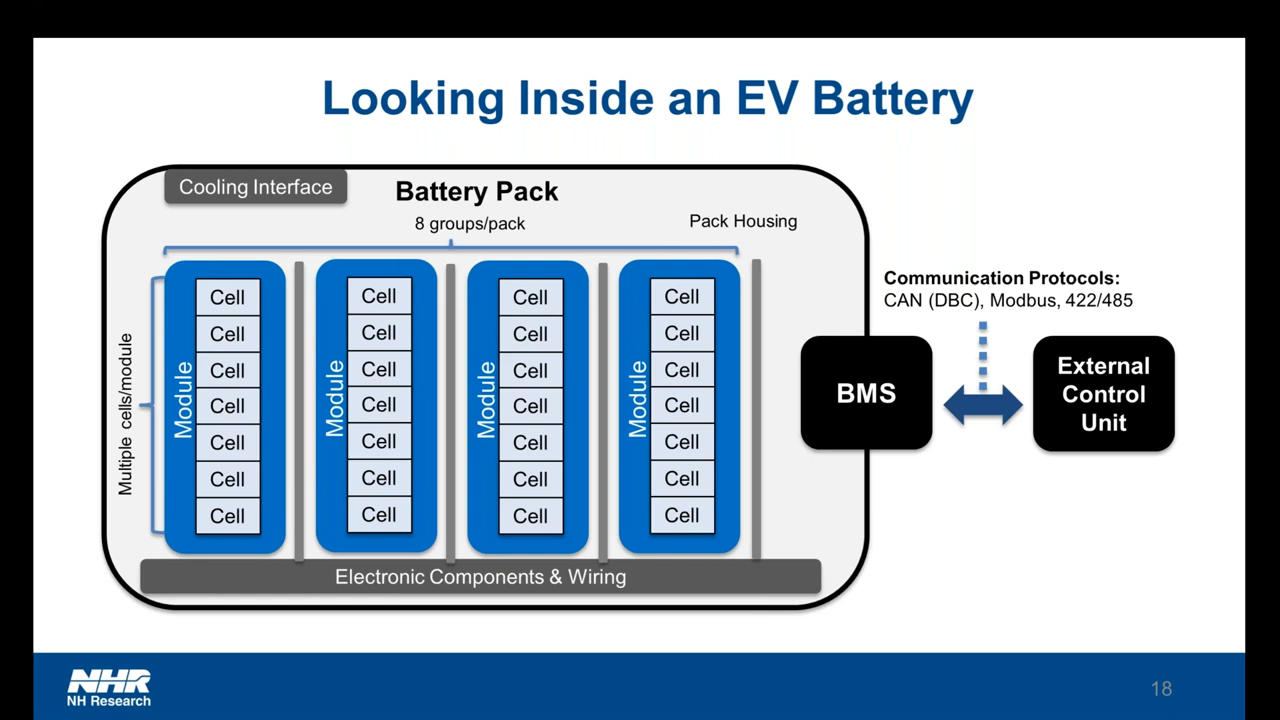 Looking Inside an EV Battery
Cooling Interface
Battery Pack
8 groups/pack
Pack Housing
Multiple cells/module
Module
Cell
Cell
Cell
Cell
Cell
Cell
Cell
Module
Cell
Cell
Cell
Cell
Cell
Cell
Cell
Module
Cell
Cell
Cell
Cell
Cell
Cell
Cell
Module
Cell
Cell
Cell
Cell
Cell
Cell
Cell
Electronic Components & Wiring
Communication Protocols:
CAN (DBC), Modbus, 422/485
BMS
External
Control
Unit
NHR
NH Research
18